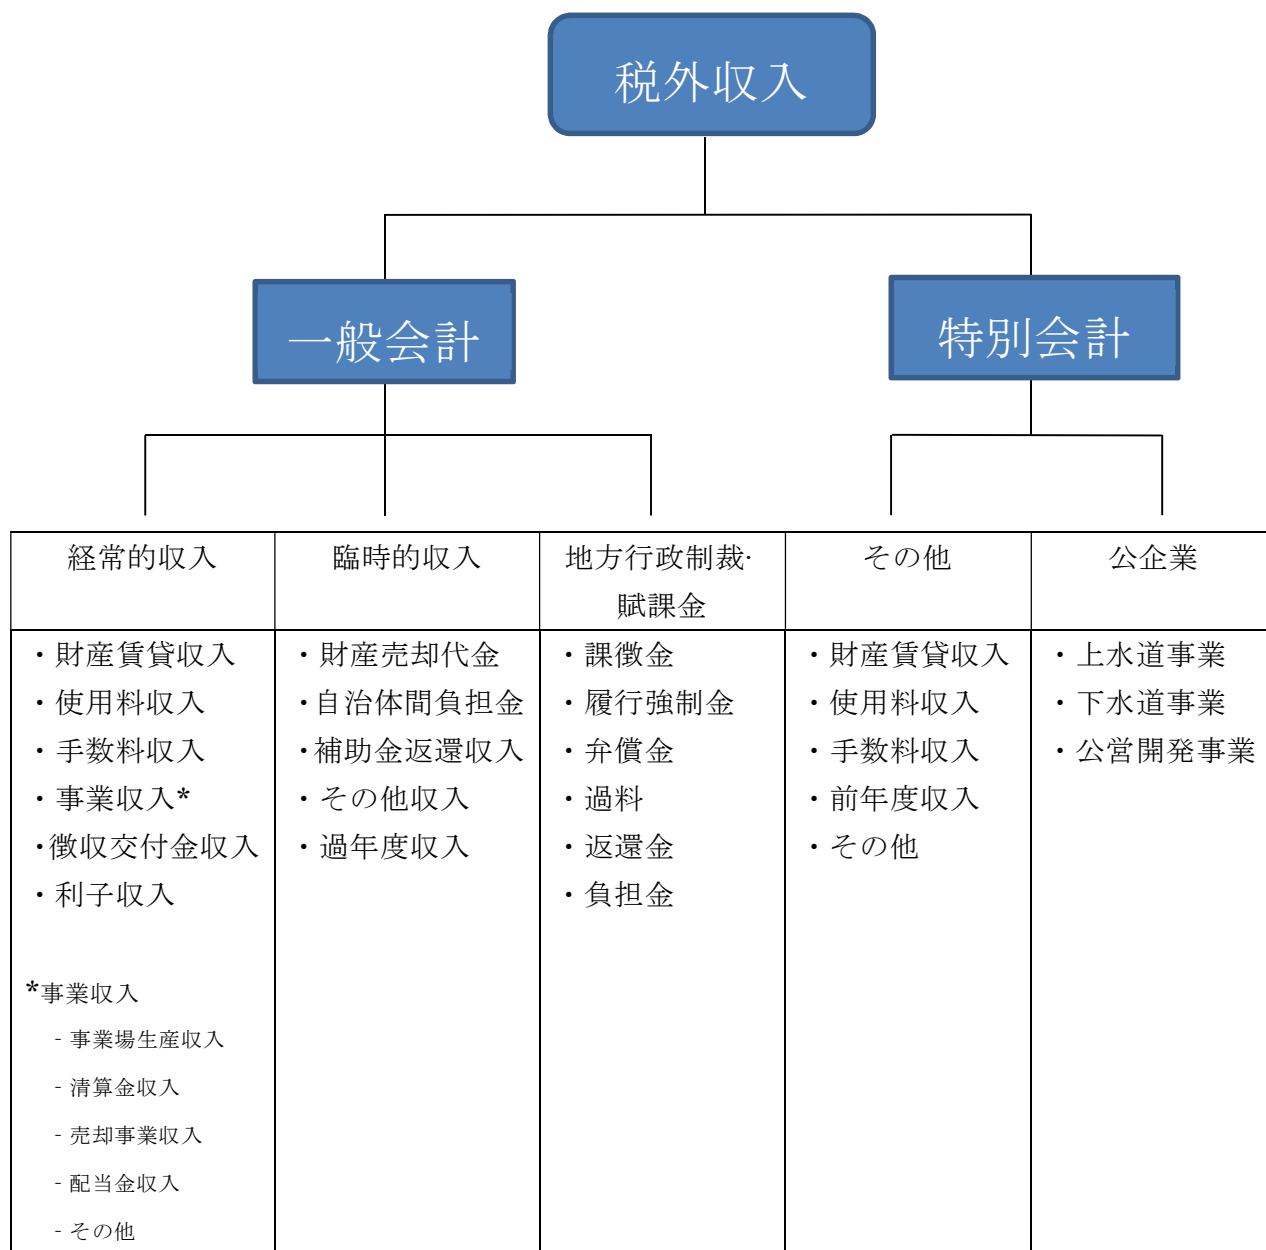 税外収入
一般会計
特別会計
経常的収入
臨時的収入
地方行政制裁·
賦課金
その他
公企業
・財産賃貸収入
・使用料収入
・手数料収入
・事業収入*
・徴収交付金収入
・利子収入
*事業収入
- 事業場生産収入
- 清算金収入
- 売却事業収入
- 配当金収入
- その他
・財産売却代金
・自治体間負担金
・補助金返還収入
・その他収入
・過年度収入
・課徴金
・履行強制金
・弁償金
・過料
・返還金
・負担金
・財産賃貸収入
・使用料収入
・手数料収入
・前年度収入
・その他
・上水道事業
・下水道事業
・公営開発事業